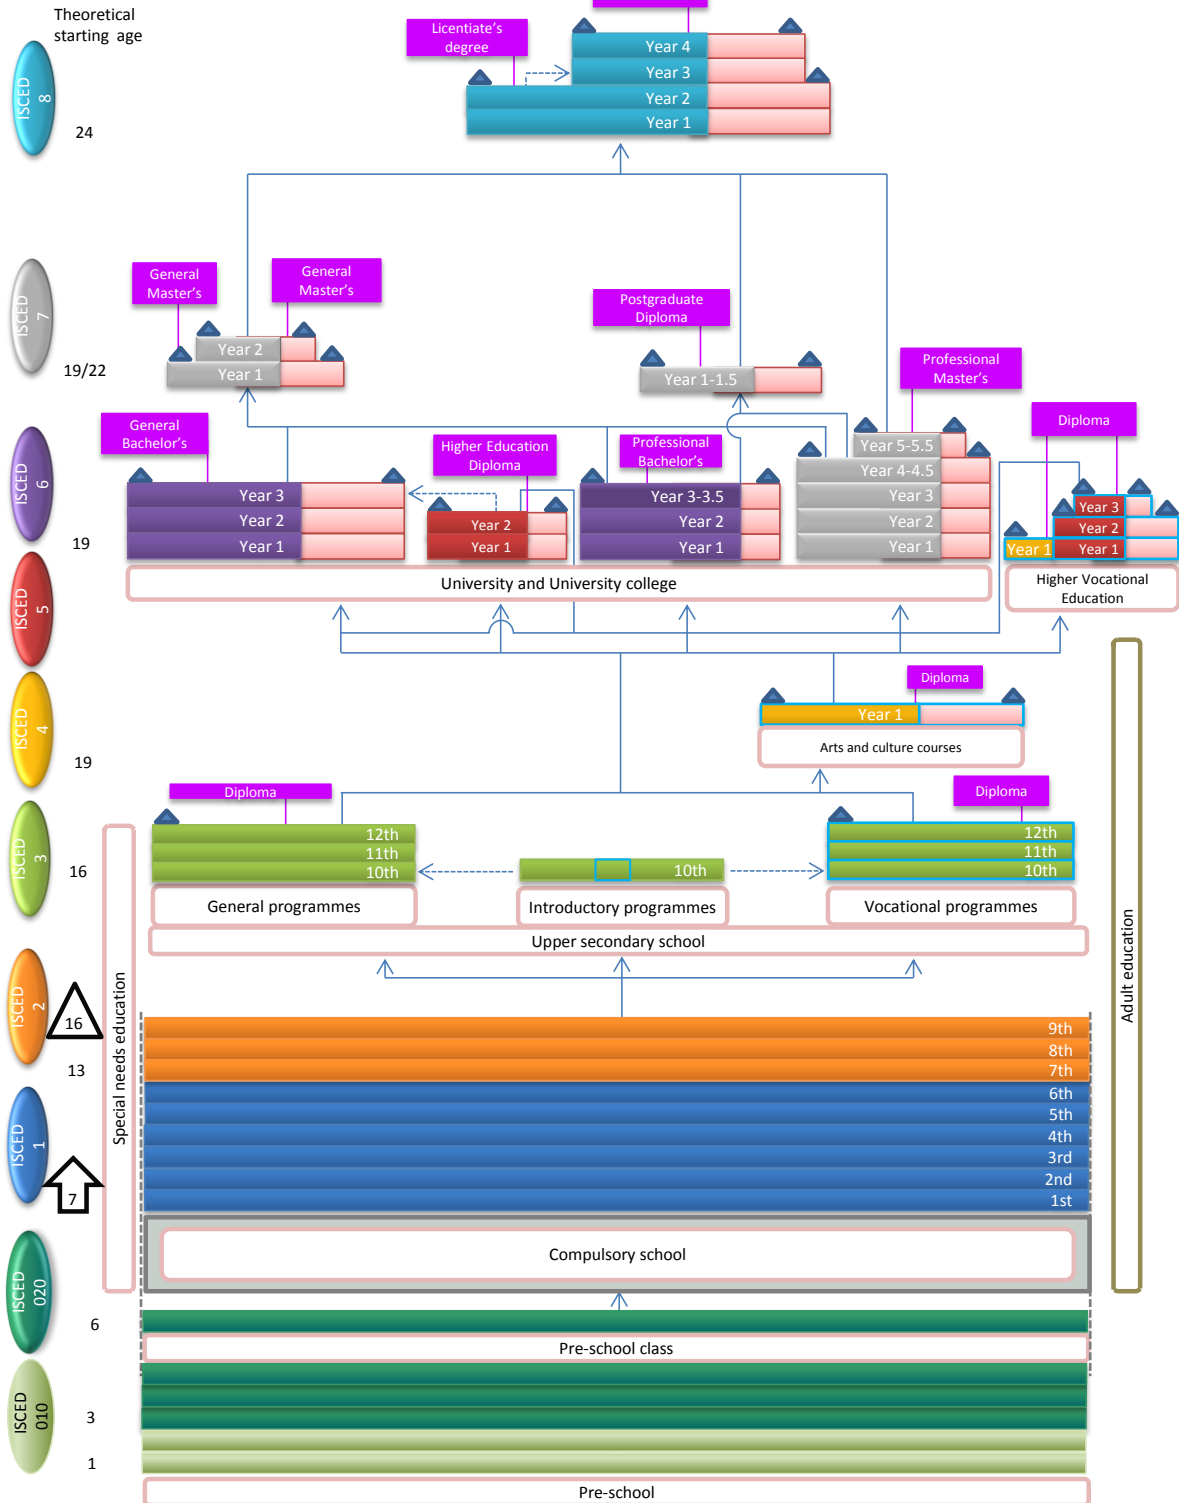 Theoretical
starting age
Licentiate's
degree
Year 4
Year 3
Year 2
Year 1
ISCED
8
24
General
Master's
General
Master's
Postgraduate
Diploma
ISCED
7
Year 2
Year 1
Year 1-1.5
Professional
Master's
19/22
General
Bachelor's
Higher Education
Diploma
Professional
Bachelor's
Diploma
Year 5-5.5
Year 4-4.5
Year 3
Year 2
Year 1
ISCED
6
Year 3
Year 2
Year 1
Year 2
Year 1
Year 3-3.5
Year 2
Year 1
Year 3
Year 2
Year 1
Year 1
19
University and University college
Higher Vocational
Education
ISCED
5
Diploma
ISCED
4
Year 1
Arts and culture courses
19
Diploma
Diploma
ISCED
3
12th
11th
10th
10th
12th
11th
10th
16
General programmes
Introductory programmes
Vocational programmes
Upper secondary school
Special needs education
Adult education
ISCED
2
16
13
9th
8th
7th
6th
5th
4th
3rd
2nd
1st
ISCED
1
7
Compulsory school
ISCED
020
6
Pre-school class
ISCED
010
3
1
Pre-school